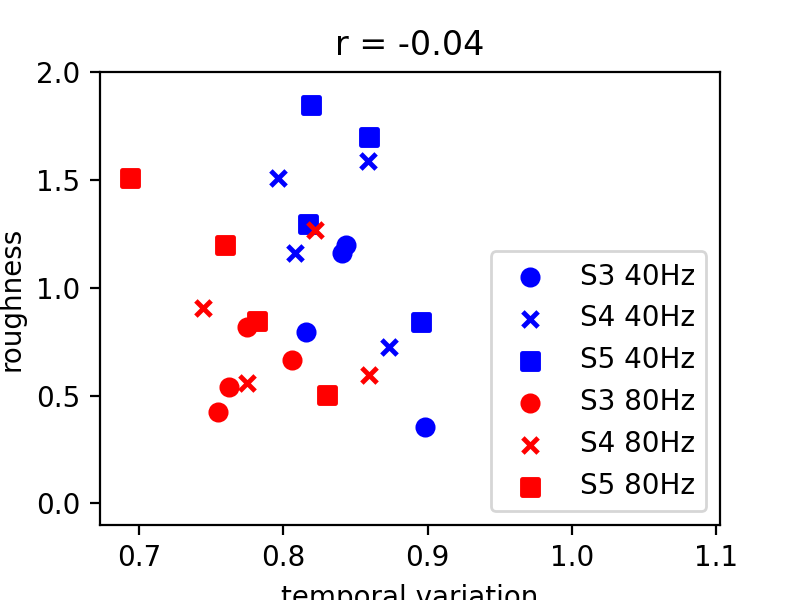 r = -0.04
2.0
1.5
1.0
0.5
0.0
roughness
S3 40Hz
S4 40Hz
S5 40Hz
S3 80Hz
S4 80Hz
S5 80Hz
0.7 0.8 0.9 1.0 1.1
temporal variation